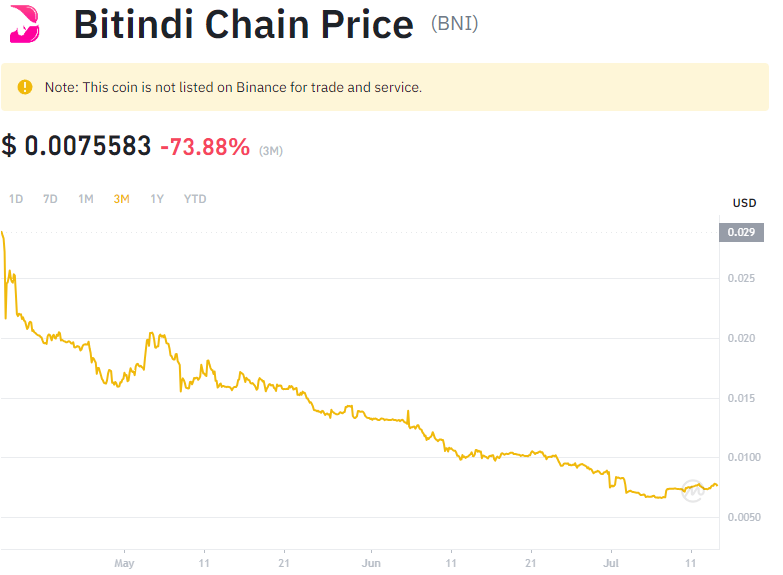 Bitindi Chain Price (BNI)
Note: This coin is not listed on Binance for trade and service.
$ 0.0075583 -73.88% (3M)
1D 7D 1M 3M 1Y YTD
USD
0.029
0.025
0.020
0.015
0.0100
0.0050
May 11 21 Jun 11 21 Jul 11